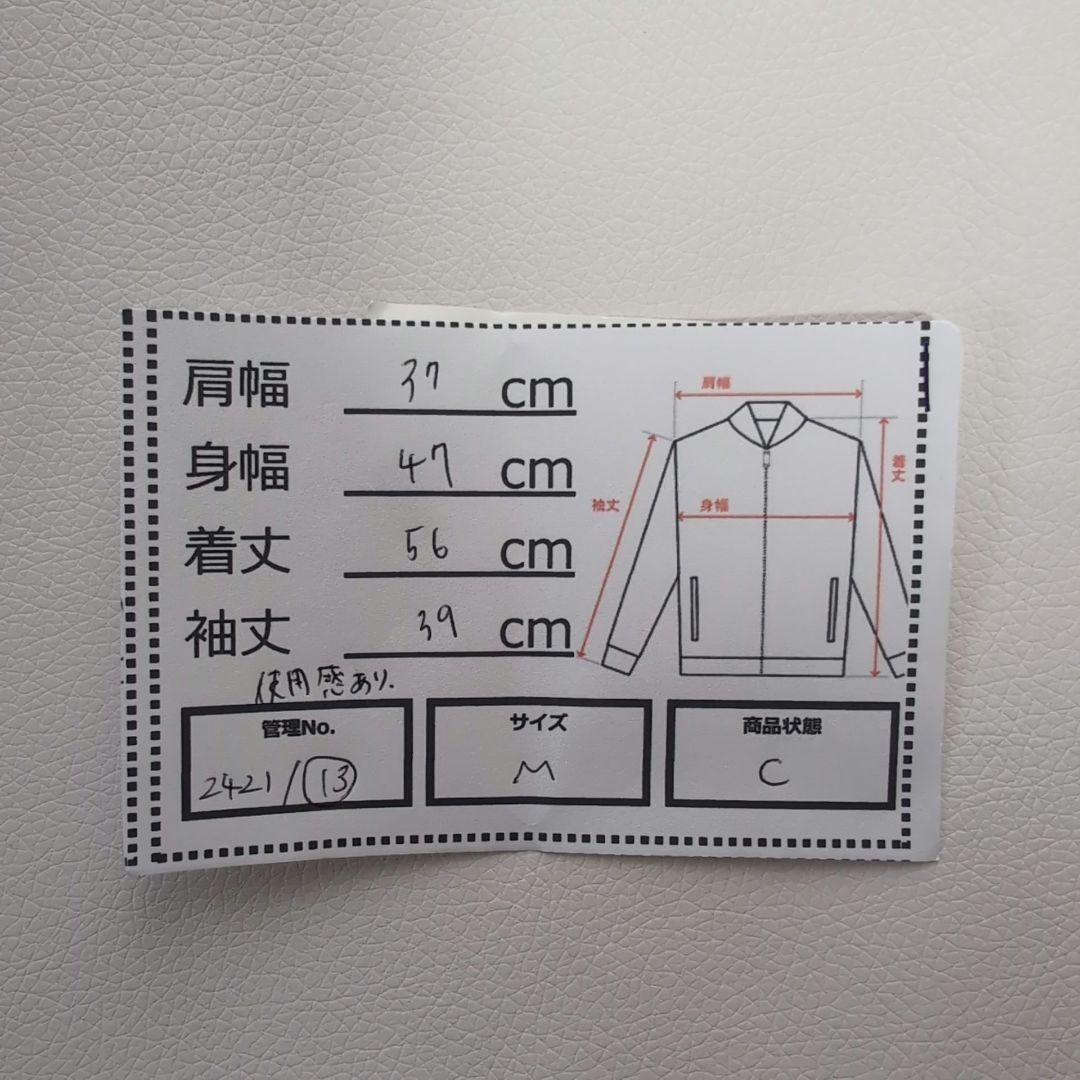 肩幅 37 cm
身幅 47 cm
着丈 56 cm
袖丈 39 cm
使用感あり.
管理No.
2421/⑬
サイズ
M
商品状態
C
肩幅
袖丈
身幅
着丈